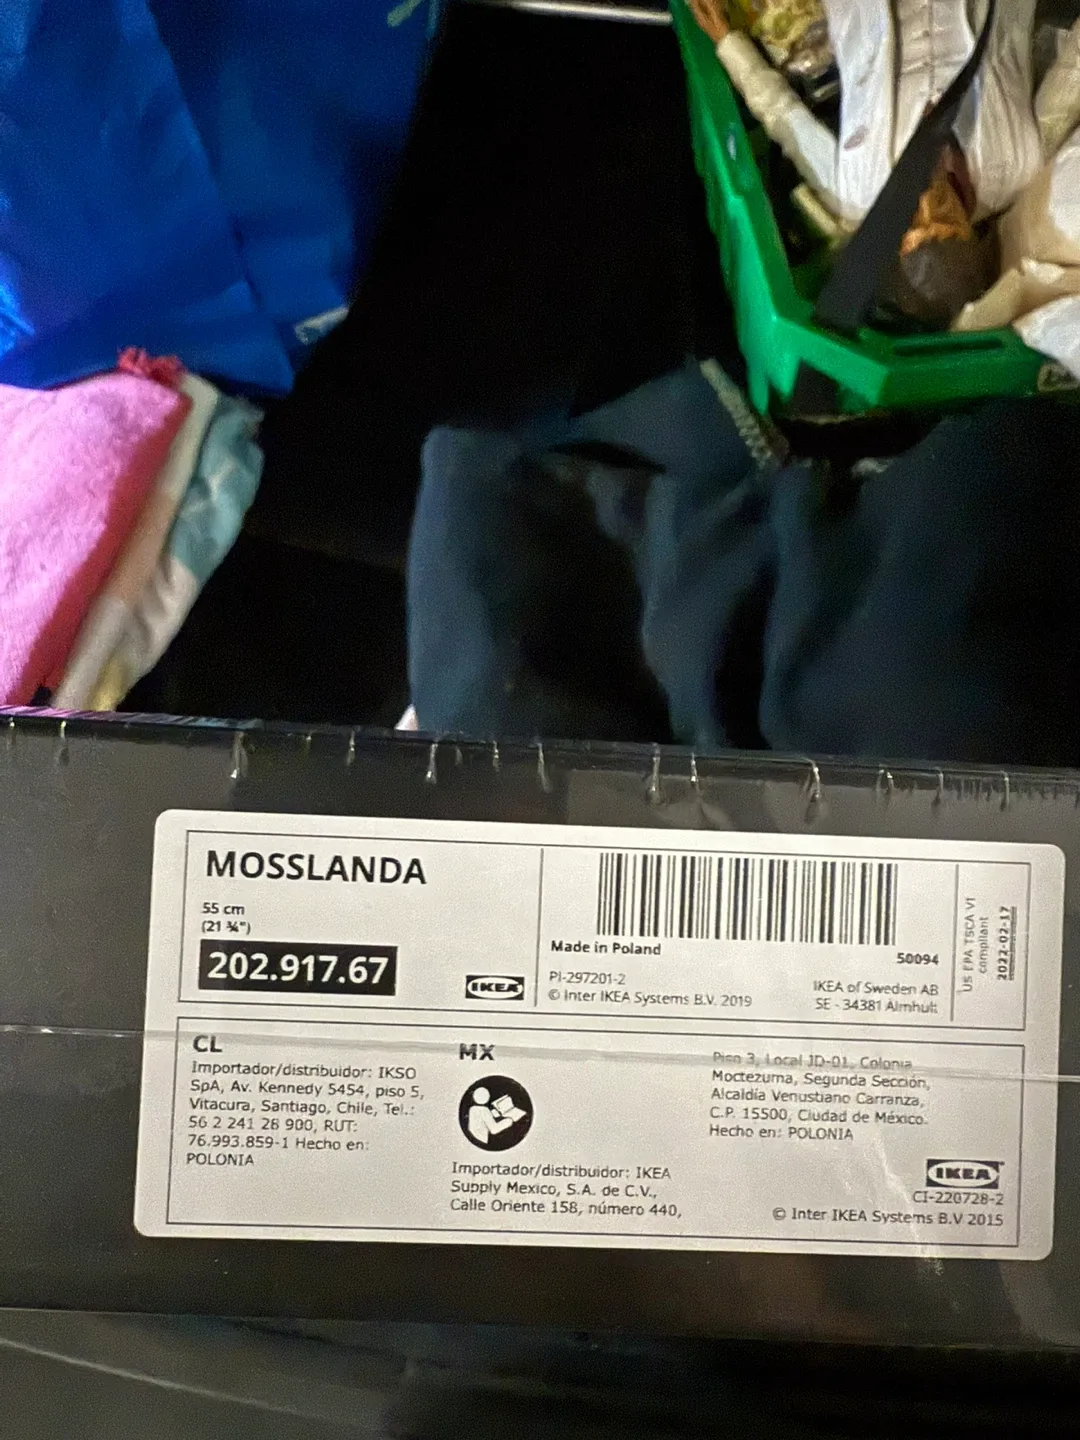 MOSSLANDA
55 cm
(21 ¾")
202.917.67
IKEA
Made in Poland
50094
PI-297201-2
© Inter IKEA Systems B.V. 2019
IKEA of Sweden AB
SE - 34381 Älmhult
US EPA TSCA VI
compliant
2022-02-17
CL
Importador/distribuidor: IKSO
SpA, Av. Kennedy 5454, piso 5,
Vitacura, Santiago, Chile, Tel.:
56 2 241 28 900, RUT:
76.993.859-1 Hecho en:
POLONIA
MX
Importador/distribuidor: IKEA
Supply Mexico, S.A. de C.V.,
Calle Oriente 158, número 440,
Piso 3, Local JD-01, Colonia
Moctezuma, Segunda Sección,
Alcaldía Venustiano Carranza,
C.P. 15500, Ciudad de México.
Hecho en: POLONIA
IKEA
CI-220728-2
© Inter IKEA Systems B.V 2015